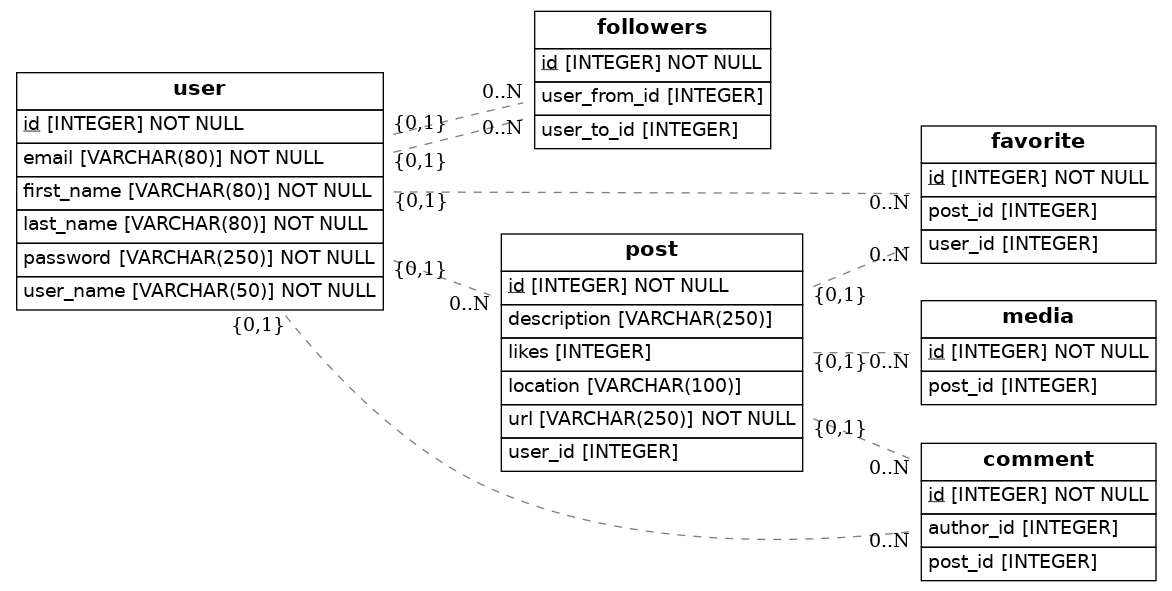 user
id [INTEGER] NOT NULL
email [VARCHAR(80)] NOT NULL
first_name [VARCHAR(80)] NOT NULL
last_name [VARCHAR(80)] NOT NULL
password [VARCHAR(250)] NOT NULL
user_name [VARCHAR(50)] NOT NULL
followers
id [INTEGER] NOT NULL
user_from_id [INTEGER]
user_to_id [INTEGER]
0..N
{0,1}
0..N
{0,1}
{0,1}
0..N
{0,1}
0..N
{0,1}
0..N
post
id [INTEGER] NOT NULL
description [VARCHAR(250)]
likes [INTEGER]
location [VARCHAR(100)]
url [VARCHAR(250)] NOT NULL
user_id [INTEGER]
0..N
{0,1}
{0,1}
0..N
{0,1}
0..N
favorite
id [INTEGER] NOT NULL
post_id [INTEGER]
user_id [INTEGER]
media
id [INTEGER] NOT NULL
post_id [INTEGER]
comment
id [INTEGER] NOT NULL
author_id [INTEGER]
post_id [INTEGER]